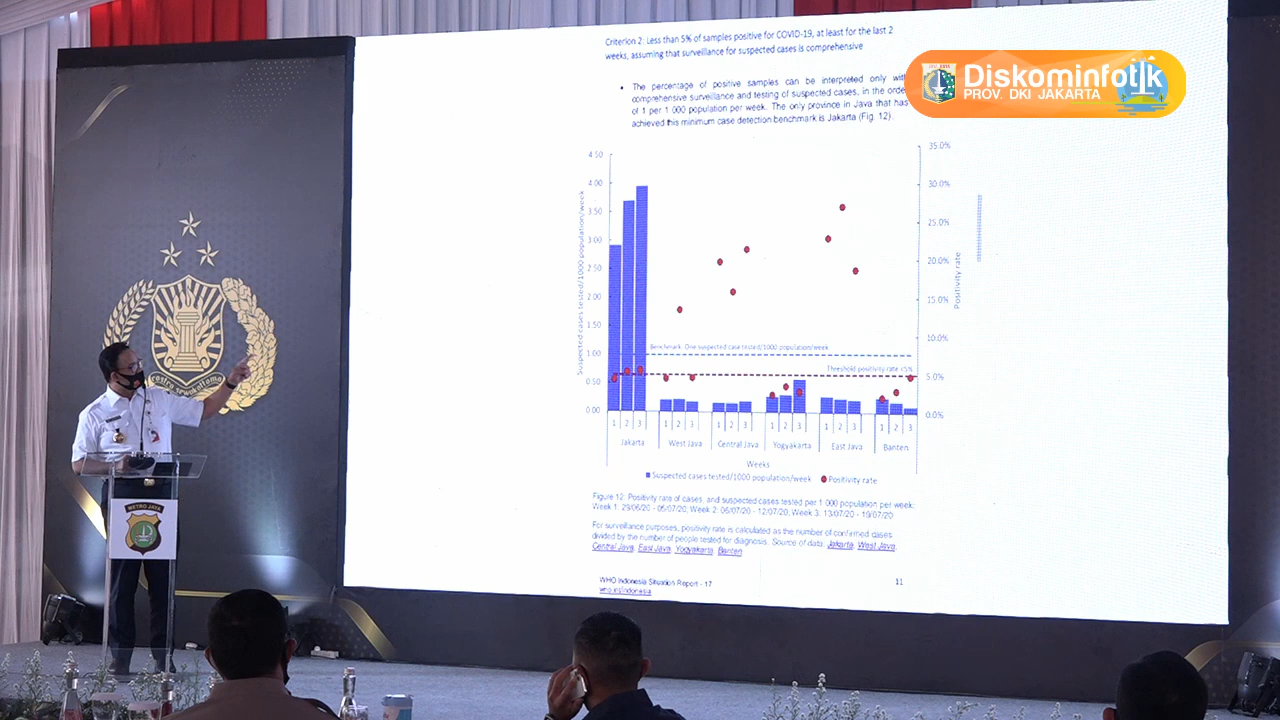 Criterion 2: Less than 5% of samples positive for COVID-19, at least for the last 2
weeks, assuming that surveillance for suspected cases is comprehensive
Diskominfotik
PROV. DKI JAKARTA
• The percentage of positive samples can be interpreted only with
comprehensive surveillance and testing of suspected cases, in the order
of 1 per 1 000 population per week. The only province in Java that has
achieved this minimum case detection benchmark is Jakarta (Fig. 12).
Suspected cases tested/1000 population/week
4.50
4.00
3.50
3.00
2.50
2.00
1.50
1.00
0.50
0.00
35.0%
30.0%
25.0%
20.0%
15.0%
10.0%
5.0%
0.0%
Positivity rate
Benchmark: One suspected case tested/1000 population/week
Threshold positivity rate <5%
1 2 3 1 2 3 1 2 3 1 2 3 1 2 3 1 2 3
Jakarta West Java Central Java Yogyakarta East Java Banten
Weeks
Suspected cases tested/1000 population/week Positivity rate
Figure 12: Positivity rate of cases, and suspected cases tested per 1 000 population per week:
Week 1: 29/06/20 - 05/07/20; Week 2: 06/07/20 - 12/07/20; Week 3: 13/07/20 - 19/07/20
For surveillance purposes, positivity rate is calculated as the number of confirmed cases
divided by the number of people tested for diagnosis. Source of data: Jakarta, West Java,
Central Java, East Java, Yogyakarta, Banten
WHO Indonesia Situation Report - 17
who.int/indonesia
11
METRO JAYA